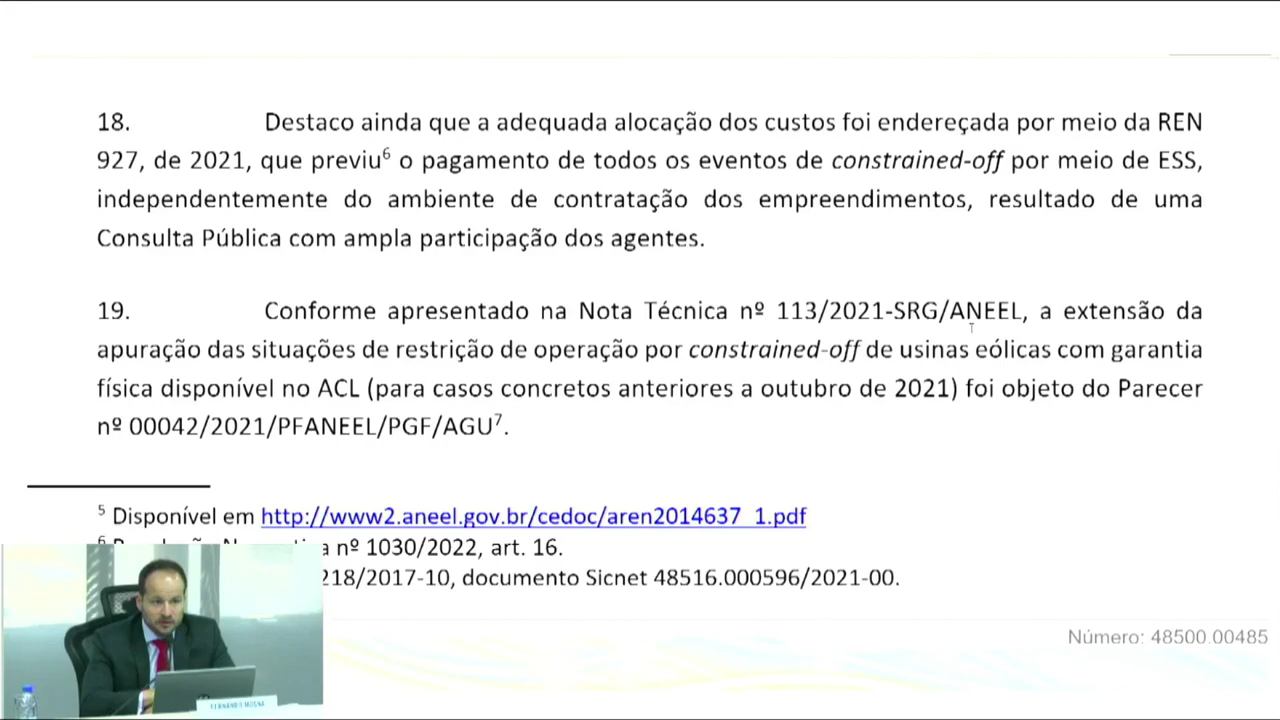 18. Destaco ainda que a adequada alocação dos custos foi endereçada por meio da REN
927, de 2021, que previu⁶ o pagamento de todos os eventos de constrained-off por meio de ESS,
independentemente do ambiente de contratação dos empreendimentos, resultado de uma
Consulta Pública com ampla participação dos agentes.
19. Conforme apresentado na Nota Técnica nº 113/2021-SRG/ANEEL, a extensão da
apuração das situações de restrição de operação por constrained-off de usinas eólicas com garantia
física disponível no ACL (para casos concretos anteriores a outubro de 2021) foi objeto do Parecer
nº 00042/2021/PFANEEL/PGF/AGU⁷.
⁵ Disponível em http://www2.aneel.gov.br/cedoc/aren2014637_1.pdf
nº 1030/2022, art. 16.
218/2017-10, documento Sicnet 48516.000596/2021-00.
Número: 48500.00485
FERNANDO MOSNA